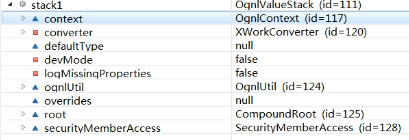 stack1 OgnlValueStack (id=111)
context OgnlContext (id=117)
converter XWorkConverter (id=120)
defaultType null
devMode false
logMissingProperties false
ognlUtil OgnlUtil (id=124)
overrides null
root CompoundRoot (id=125)
securityMemberAccess SecurityMemberAccess (id=128)